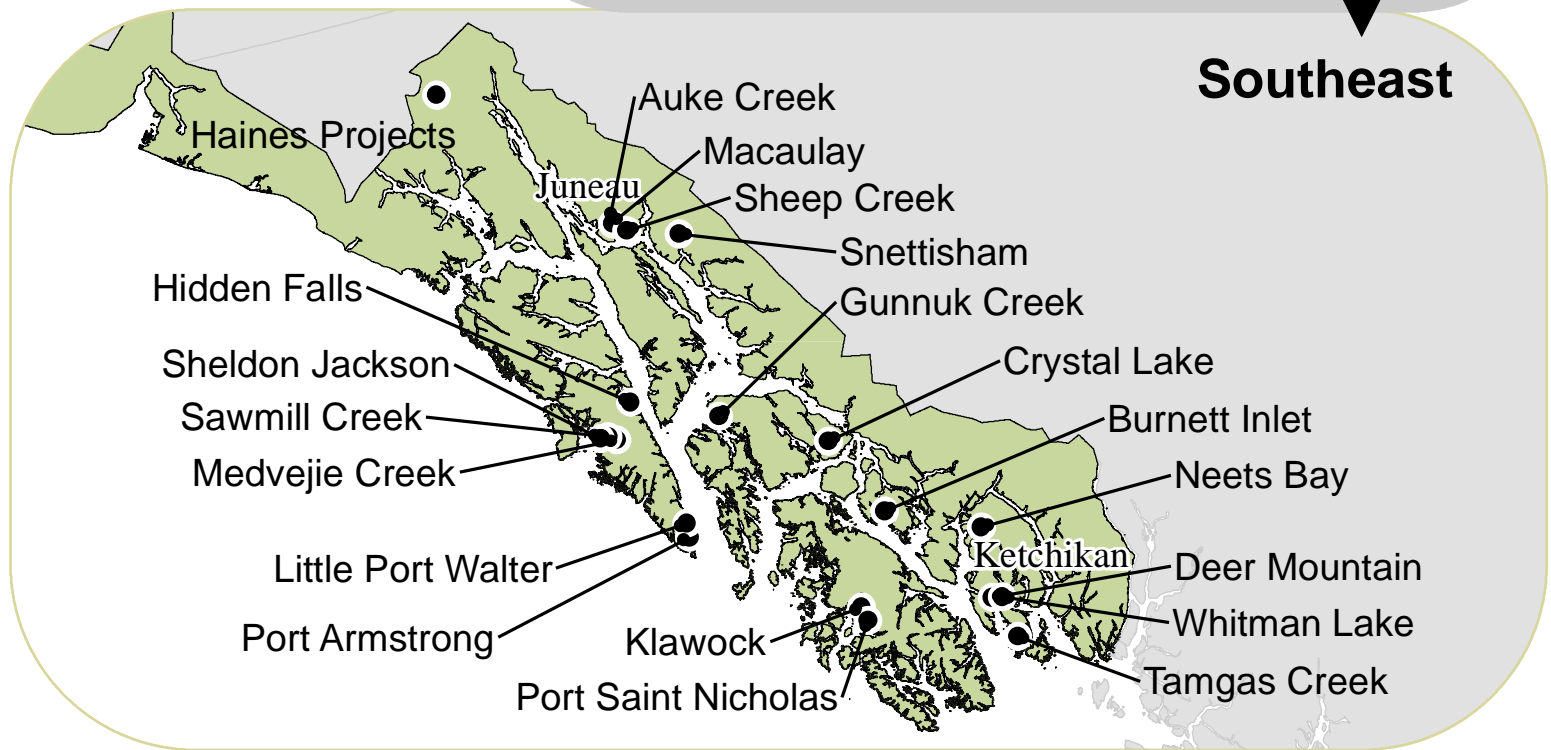 Southeast
Auke Creek
Haines Projects
Macaulay
Juneau
Sheep Creek
Snettisham
Hidden Falls
Gunnuk Creek
Sheldon Jackson
Crystal Lake
Sawmill Creek
Burnett Inlet
Medvejie Creek
Neets Bay
Ketchikan
Little Port Walter
Deer Mountain
Whitman Lake
Port Armstrong
Klawock
Tamgas Creek
Port Saint Nicholas